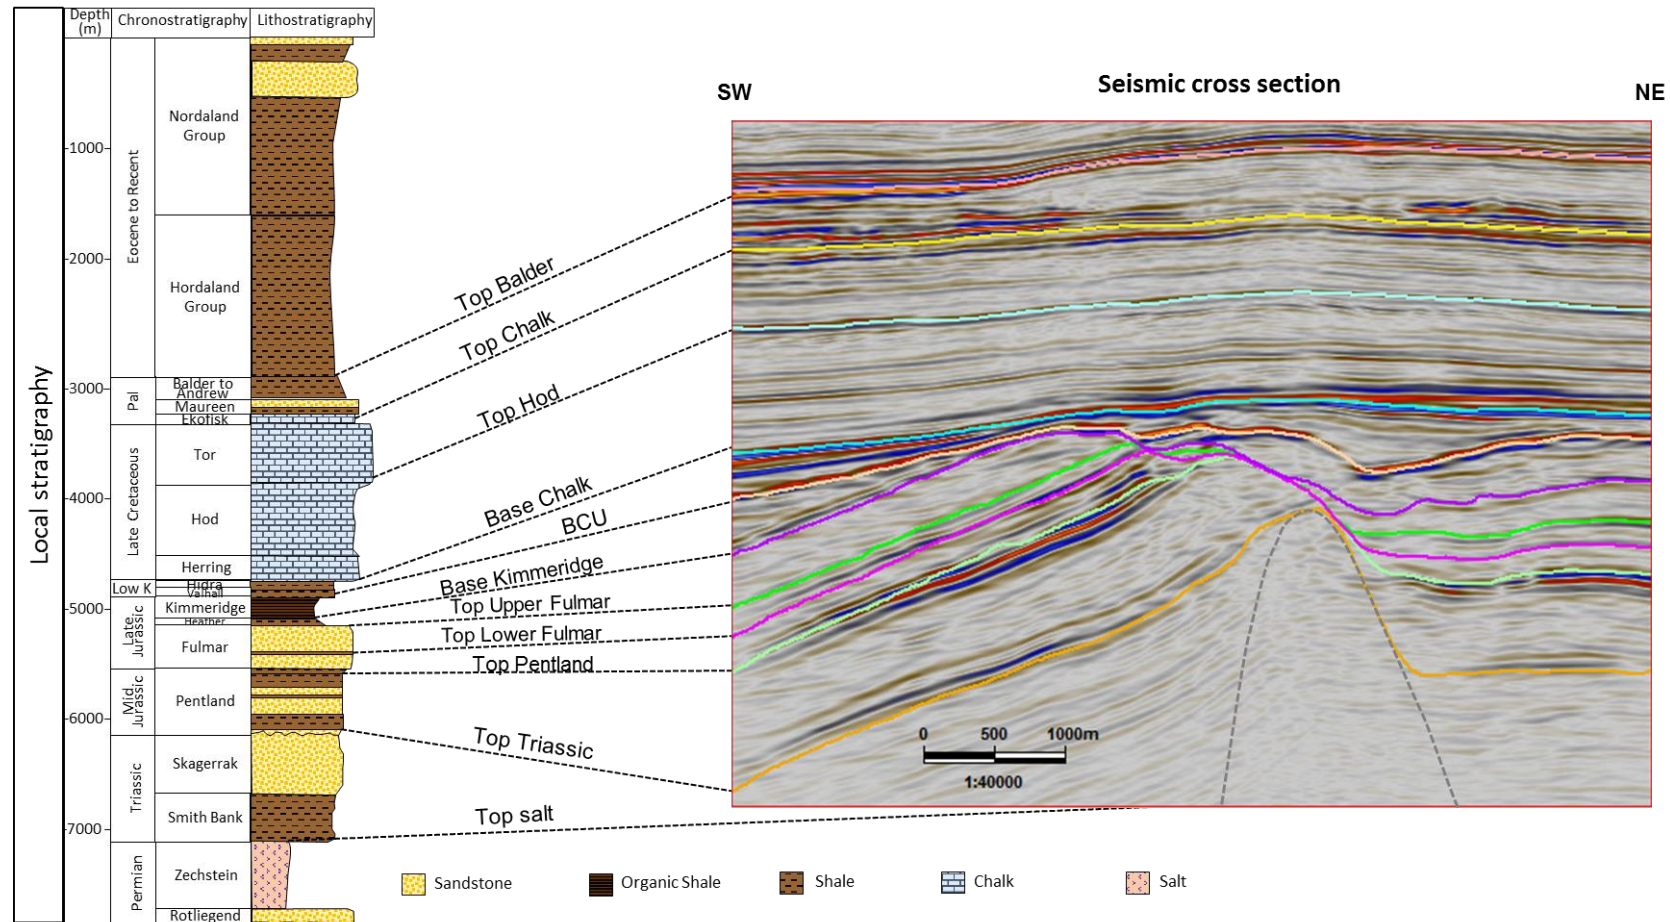 Local stratigraphy
Depth
(m)
Chronostratigraphy
Lithostratigraphy
1000
2000
3000
4000
5000
6000
7000
Eocene to Recent
Pal
Late Cretaceous
Low K
Late
Jurassic
Mid
Jurassic
Triassic
Permian
Nordaland
Group
Hordaland
Group
Balder to
Andrew
Maureen
Ekofisk
Tor
Hod
Herring
Hidra
Valhall
Kimmeridge
Heather
Fulmar
Pentland
Skagerrak
Smith Bank
Zechstein
Rotliegend
Top Balder
Top Chalk
Top Hod
Base Chalk
BCU
Base Kimmeridge
Top Upper Fulmar
Top Lower Fulmar
Top Pentland
Top Triassic
Top salt
Seismic cross section
SW
NE
0 500 1000m
1:40000
Sandstone
Organic Shale
Shale
Chalk
Salt